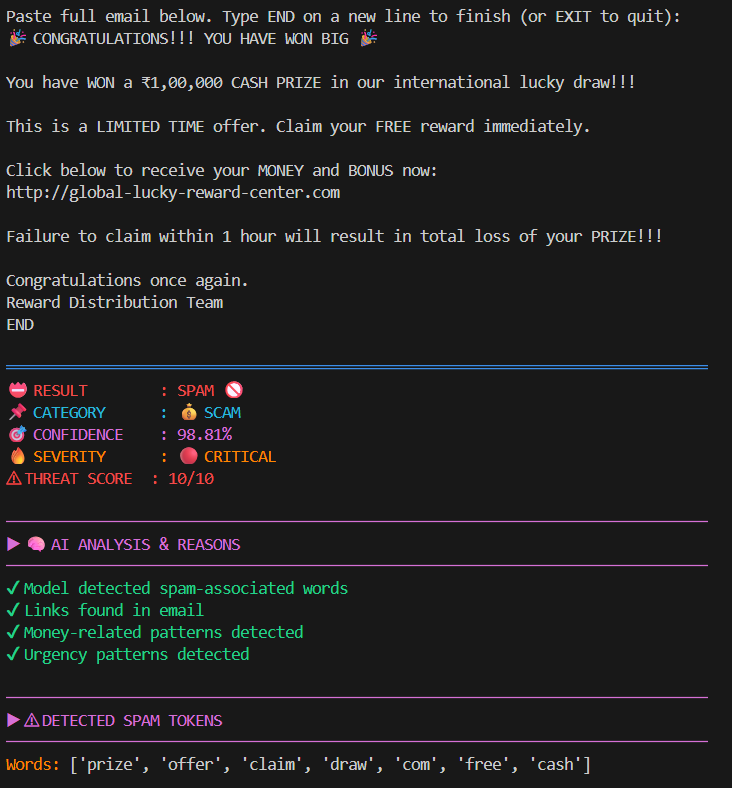 Paste full email below. Type END on a new line to finish (or EXIT to quit):
🎉 CONGRATULATIONS!!! YOU HAVE WON BIG 🎉
You have WON a ₹1,00,000 CASH PRIZE in our international lucky draw!!!
This is a LIMITED TIME offer. Claim your FREE reward immediately.
Click below to receive your MONEY and BONUS now:
http://global-lucky-reward-center.com
Failure to claim within 1 hour will result in total loss of your PRIZE!!!
Congratulations once again.
Reward Distribution Team
END
📛 RESULT : SPAM 🚫
📌 CATEGORY : 💰 SCAM
🎯 CONFIDENCE : 98.81%
🔥 SEVERITY : 🔴 CRITICAL
⚠ THREAT SCORE : 10/10
▶ 🧠 AI ANALYSIS & REASONS
✔ Model detected spam-associated words
✔ Links found in email
✔ Money-related patterns detected
✔ Urgency patterns detected
▶ ⚠ DETECTED SPAM TOKENS
Words: ['prize', 'offer', 'claim', 'draw', 'com', 'free', 'cash']